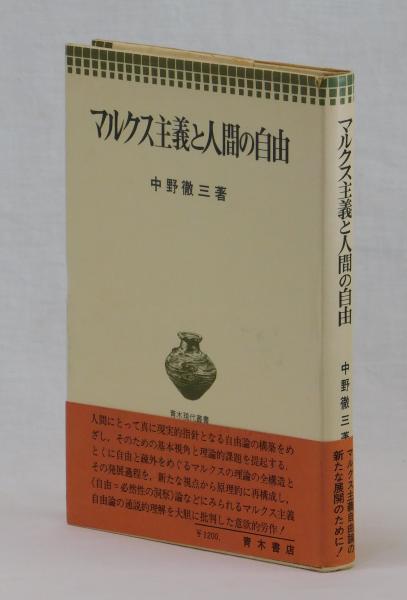 マルクス主義と人間の自由
中野徹三著
青木現代叢書
人間にとって真に現実的指針となる自由論の構築をめ
ざし、そのための基本視角と理論的課題を提起する。
とくに自由と疎外をめぐるマルクスの理論の全構造と
その発展過程を、新たな視点から原理的に再構成し、
《自由=必然性の洞察》論などにみられるマルクス主義
自由論の通説的理解を大胆に批判した意欲的労作!
¥1200.
青木書店
マルクス主義と人間の自由
中野徹三著
マルクス主義自由論の
新たな展開のために!